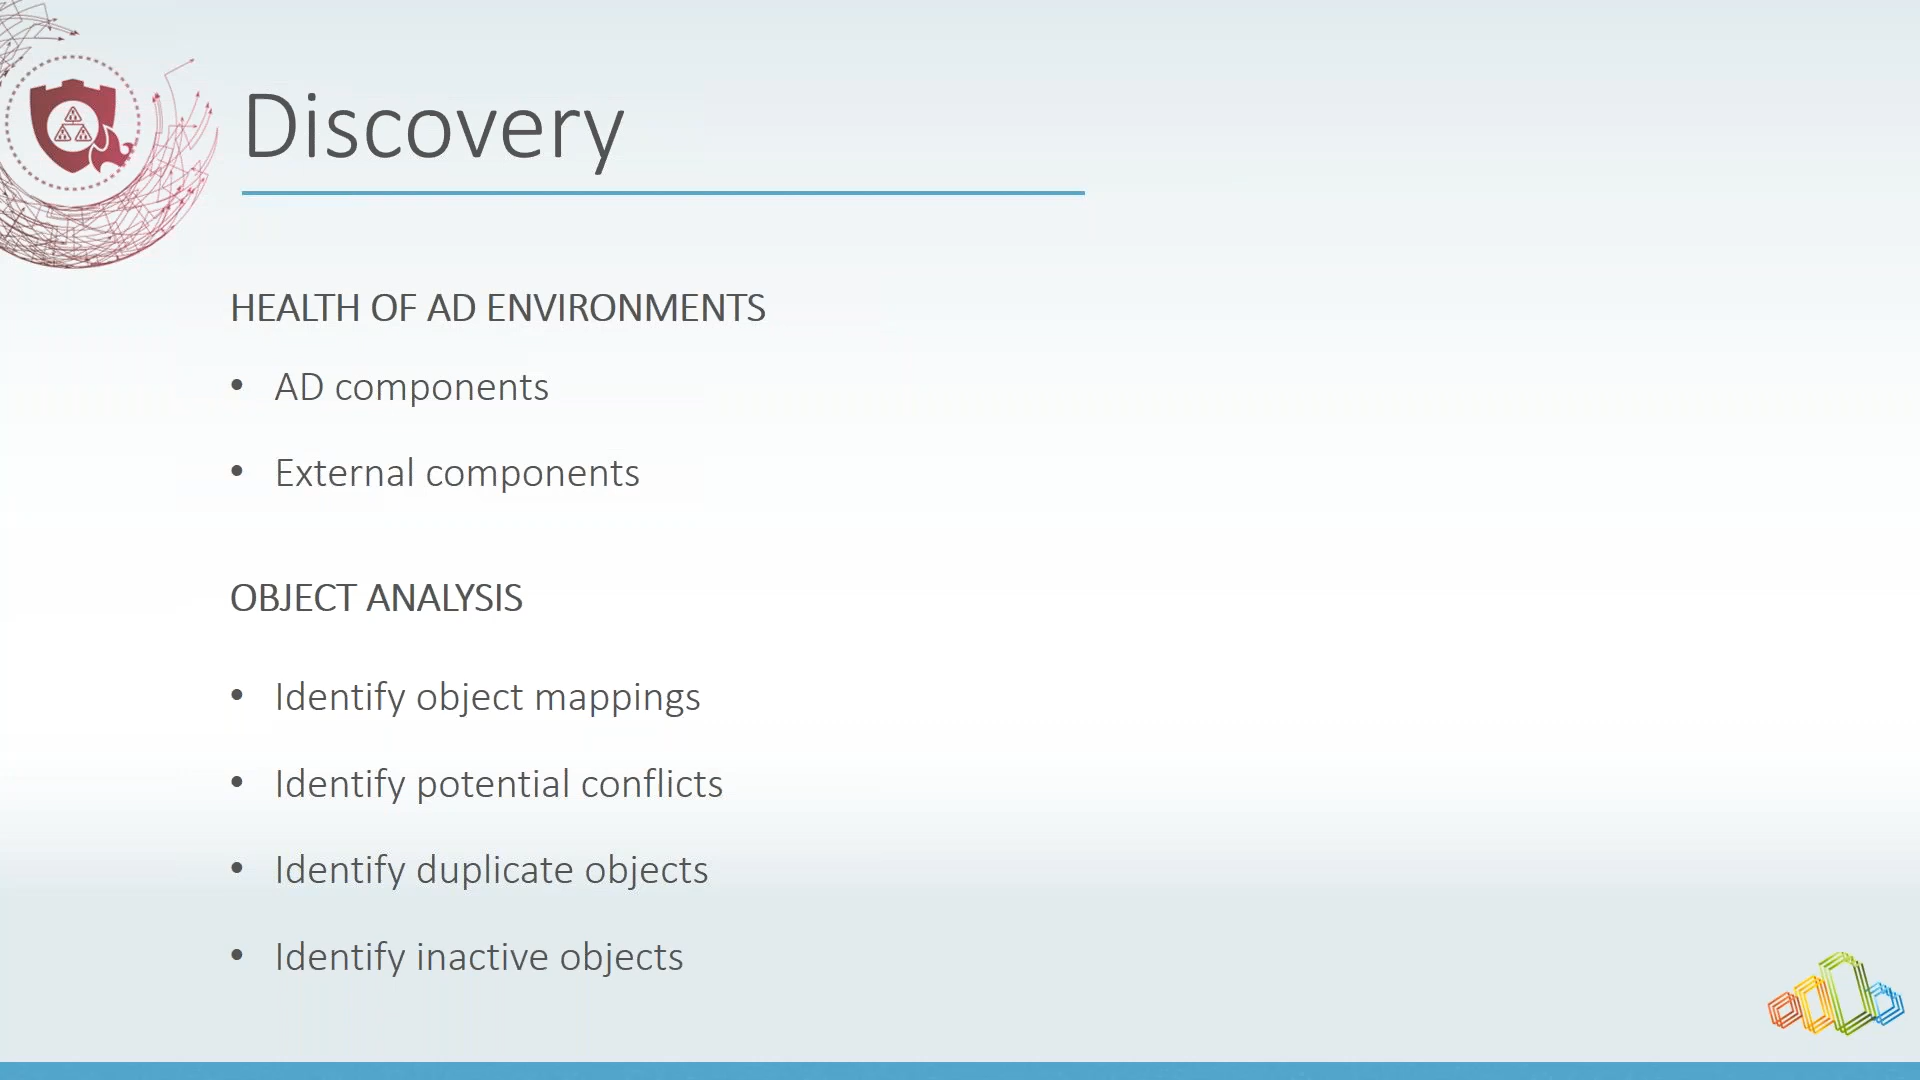 Discovery
HEALTH OF AD ENVIRONMENTS
• AD components
• External components
OBJECT ANALYSIS
• Identify object mappings
• Identify potential conflicts
• Identify duplicate objects
• Identify inactive objects